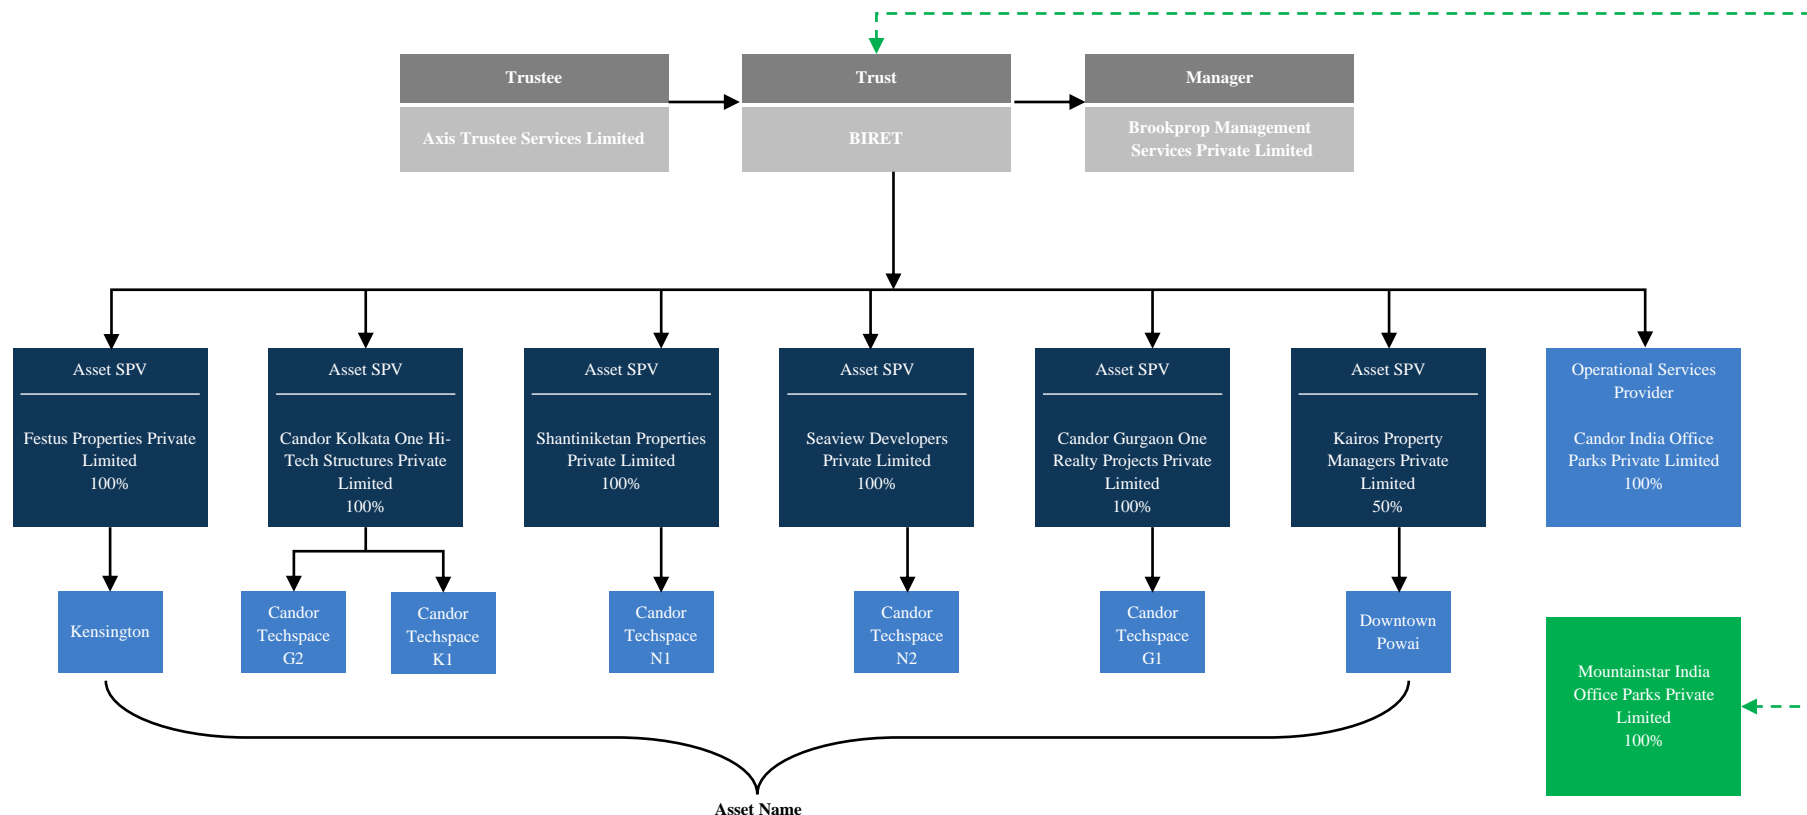 Trustee
Axis Trustee Services Limited
Trust
BIRET
Manager
Brookprop Management
Services Private Limited
Asset SPV
Festus Properties Private
Limited
100%
Asset SPV
Candor Kolkata One Hi-
Tech Structures Private
Limited
100%
Asset SPV
Shantiniketan Properties
Private Limited
100%
Asset SPV
Seaview Developers
Private Limited
100%
Asset SPV
Candor Gurgaon One
Realty Projects Private
Limited
100%
Asset SPV
Kairos Property
Managers Private
Limited
50%
Operational Services
Provider
Candor India Office
Parks Private Limited
100%
Kensington
Candor
Techspace
G2
Candor
Techspace
K1
Candor
Techspace
N1
Candor
Techspace
N2
Candor
Techspace
G1
Downtown
Powai
Mountainstar India
Office Parks Private
Limited
100%
Asset Name